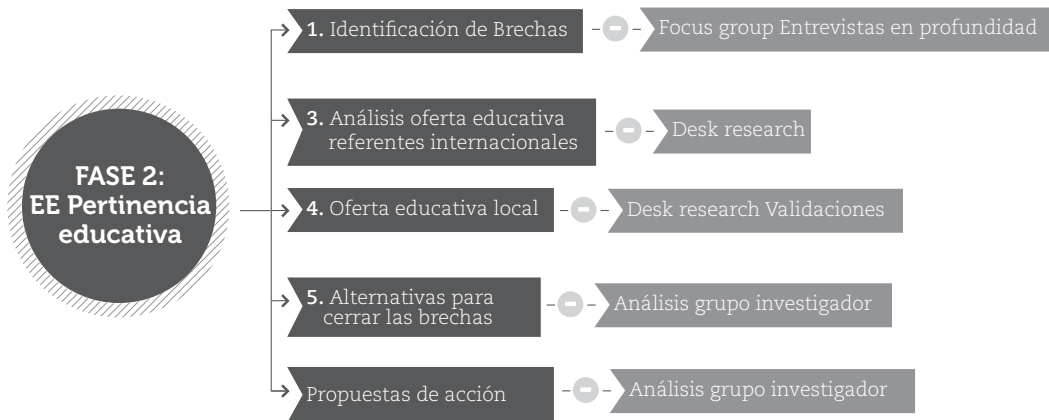 FASE 2:
EE Pertinencia
educativa
1. Identificación de Brechas
Focus group Entrevistas en profundidad
3. Análisis oferta educativa
referentes internacionales
Desk research
4. Oferta educativa local
Desk research Validaciones
5. Alternativas para
cerrar las brechas
Análisis grupo investigador
Propuestas de acción
Análisis grupo investigador